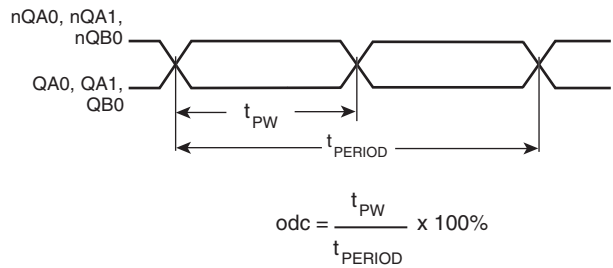 nQA0, nQA1,
nQB0
QA0, QA1,
QB0
tPW
tPERIOD
odc = tPW / tPERIOD x 100%